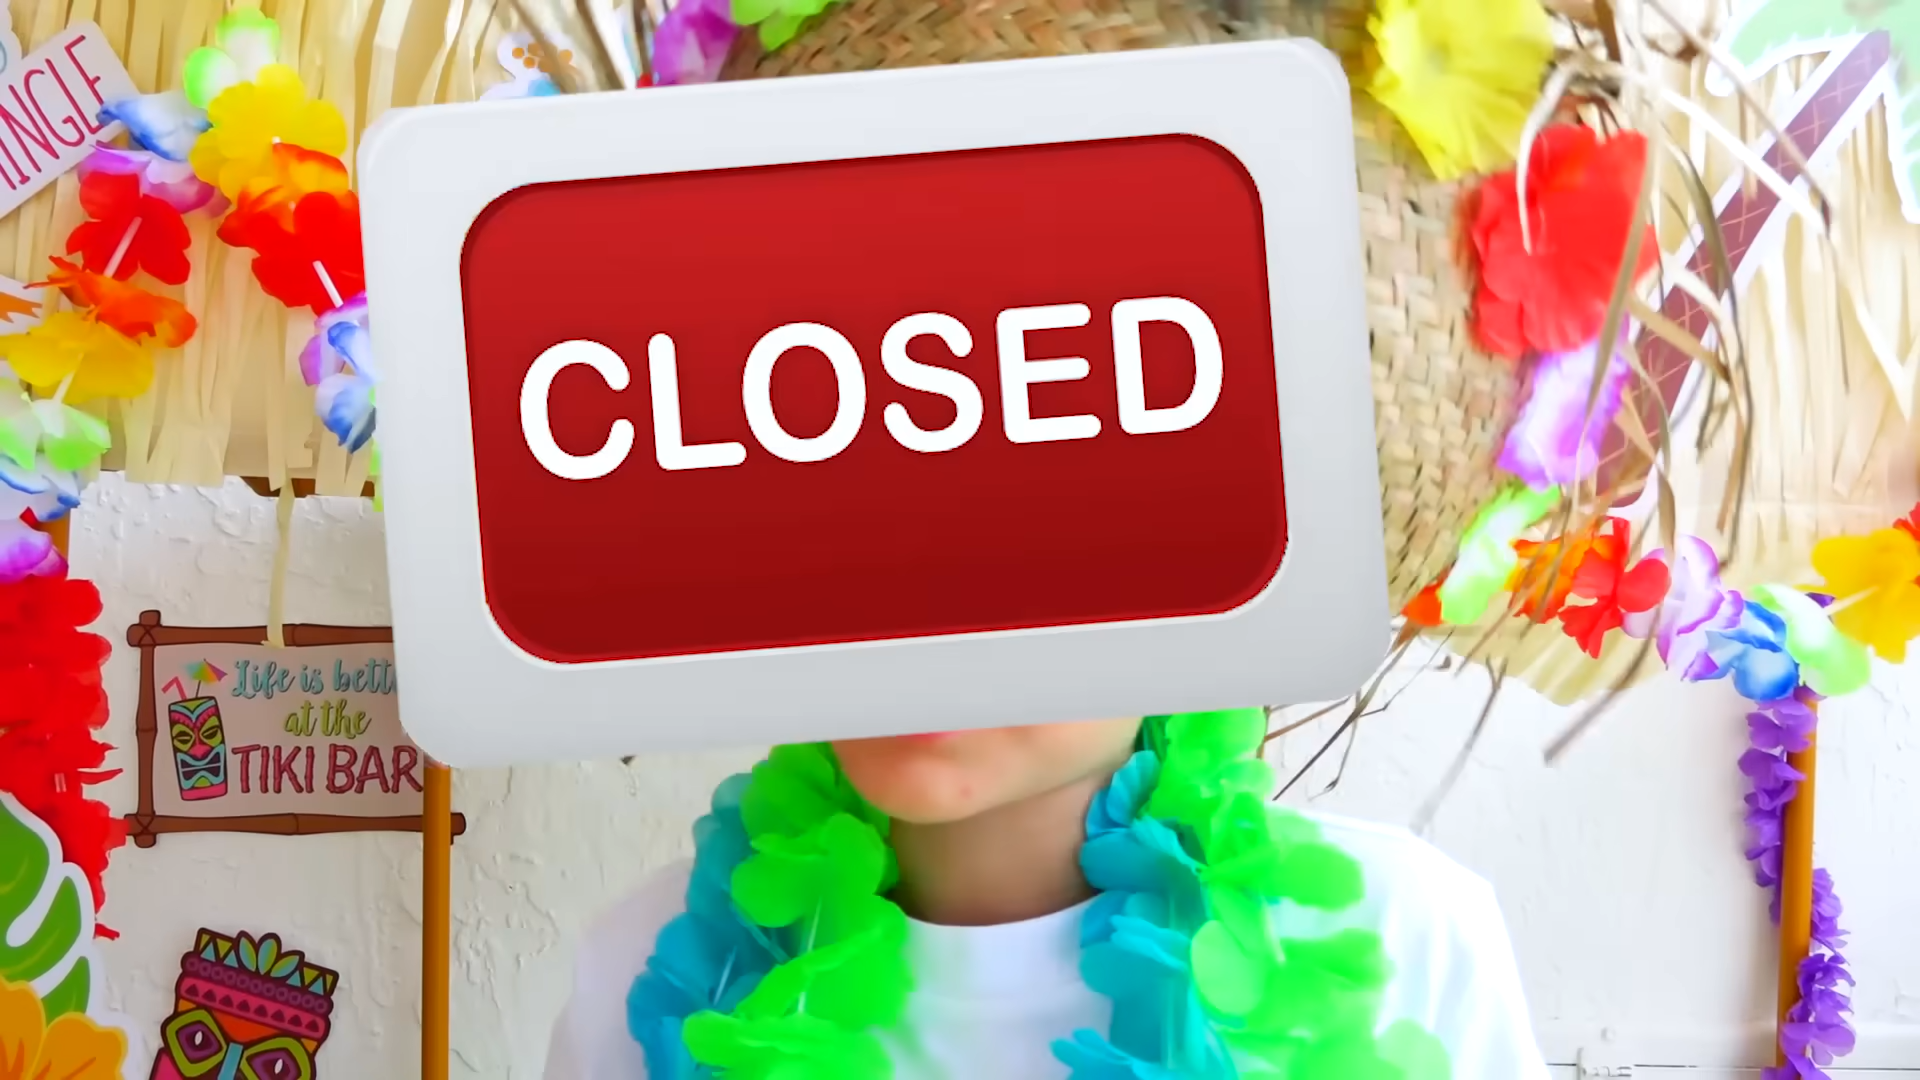 INGLE
CLOSED
Life is bett
at the
TIKI BAR